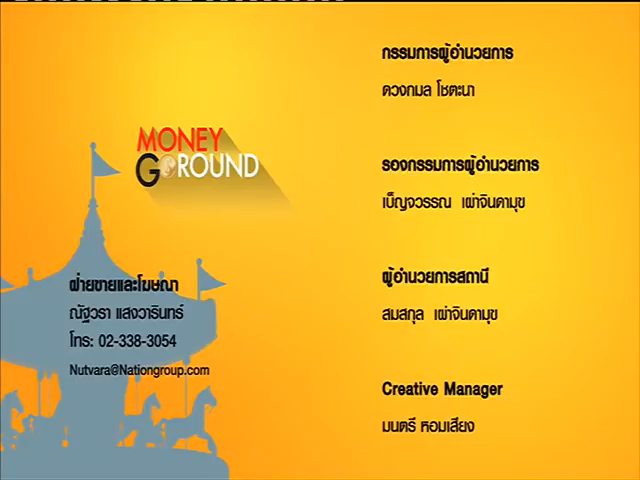 MONEY
GOROUND
ฝ่ายขายและโฆษณา
ณัฐวรา แสงวารินทร์
โทร: 02-338-3054
Nutvara@Nationgroup.com
กรรมการผู้อำนวยการ
ดวงกมล โชตะนา
รองกรรมการผู้อำนวยการ
เบ็ญจวรรณ เผ่าจินดามุข
ผู้อำนวยการสถานี
สมสกุล เผ่าจินดามุข
Creative Manager
มนตรี หอมเสียง